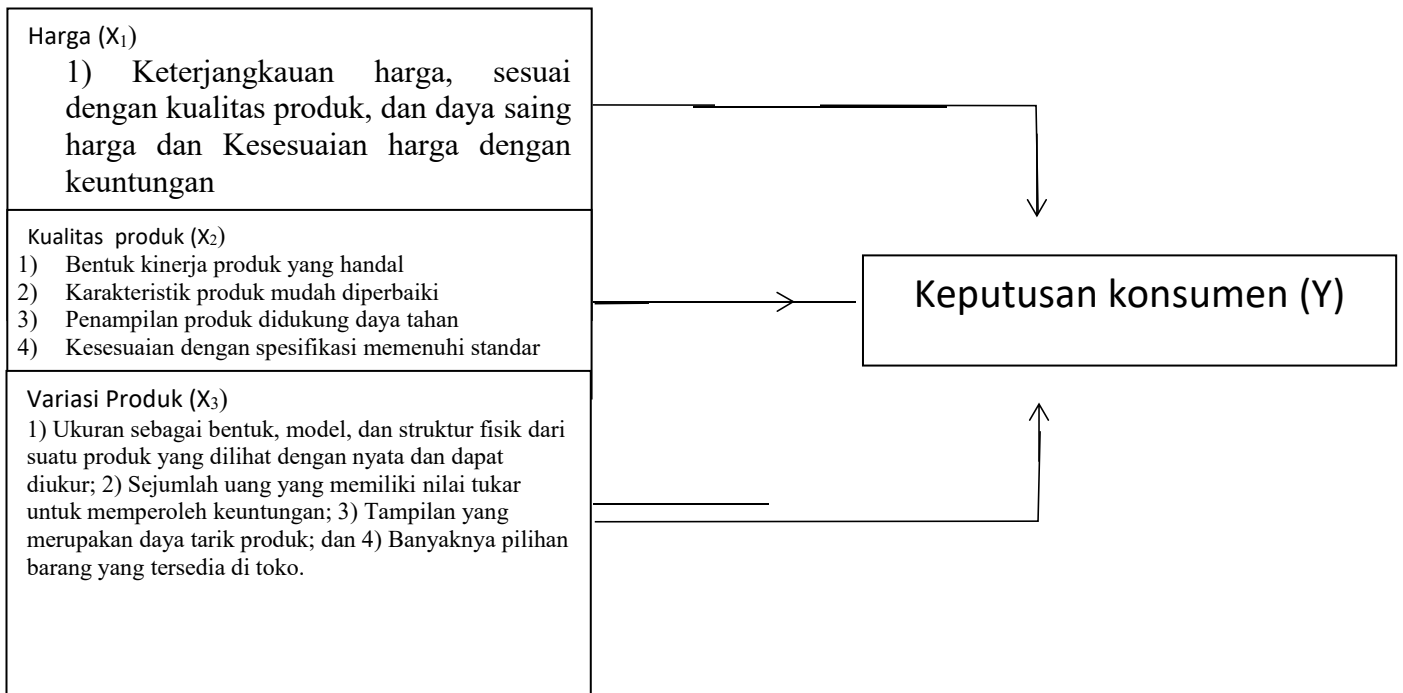 Harga (X₁)
1) Keterjangkauan harga, sesuai
dengan kualitas produk, dan daya saing
harga dan Kesesuaian harga dengan
keuntungan
Kualitas produk (X₂)
1) Bentuk kinerja produk yang handal
2) Karakteristik produk mudah diperbaiki
3) Penampilan produk didukung daya tahan
4) Kesesuaian dengan spesifikasi memenuhi standar
Variasi Produk (X₃)
1) Ukuran sebagai bentuk, model, dan struktur fisik dari
suatu produk yang dilihat dengan nyata dan dapat
diukur; 2) Sejumlah uang yang memiliki nilai tukar
untuk memperoleh keuntungan; 3) Tampilan yang
merupakan daya tarik produk; dan 4) Banyaknya pilihan
barang yang tersedia di toko.
Keputusan konsumen (Y)